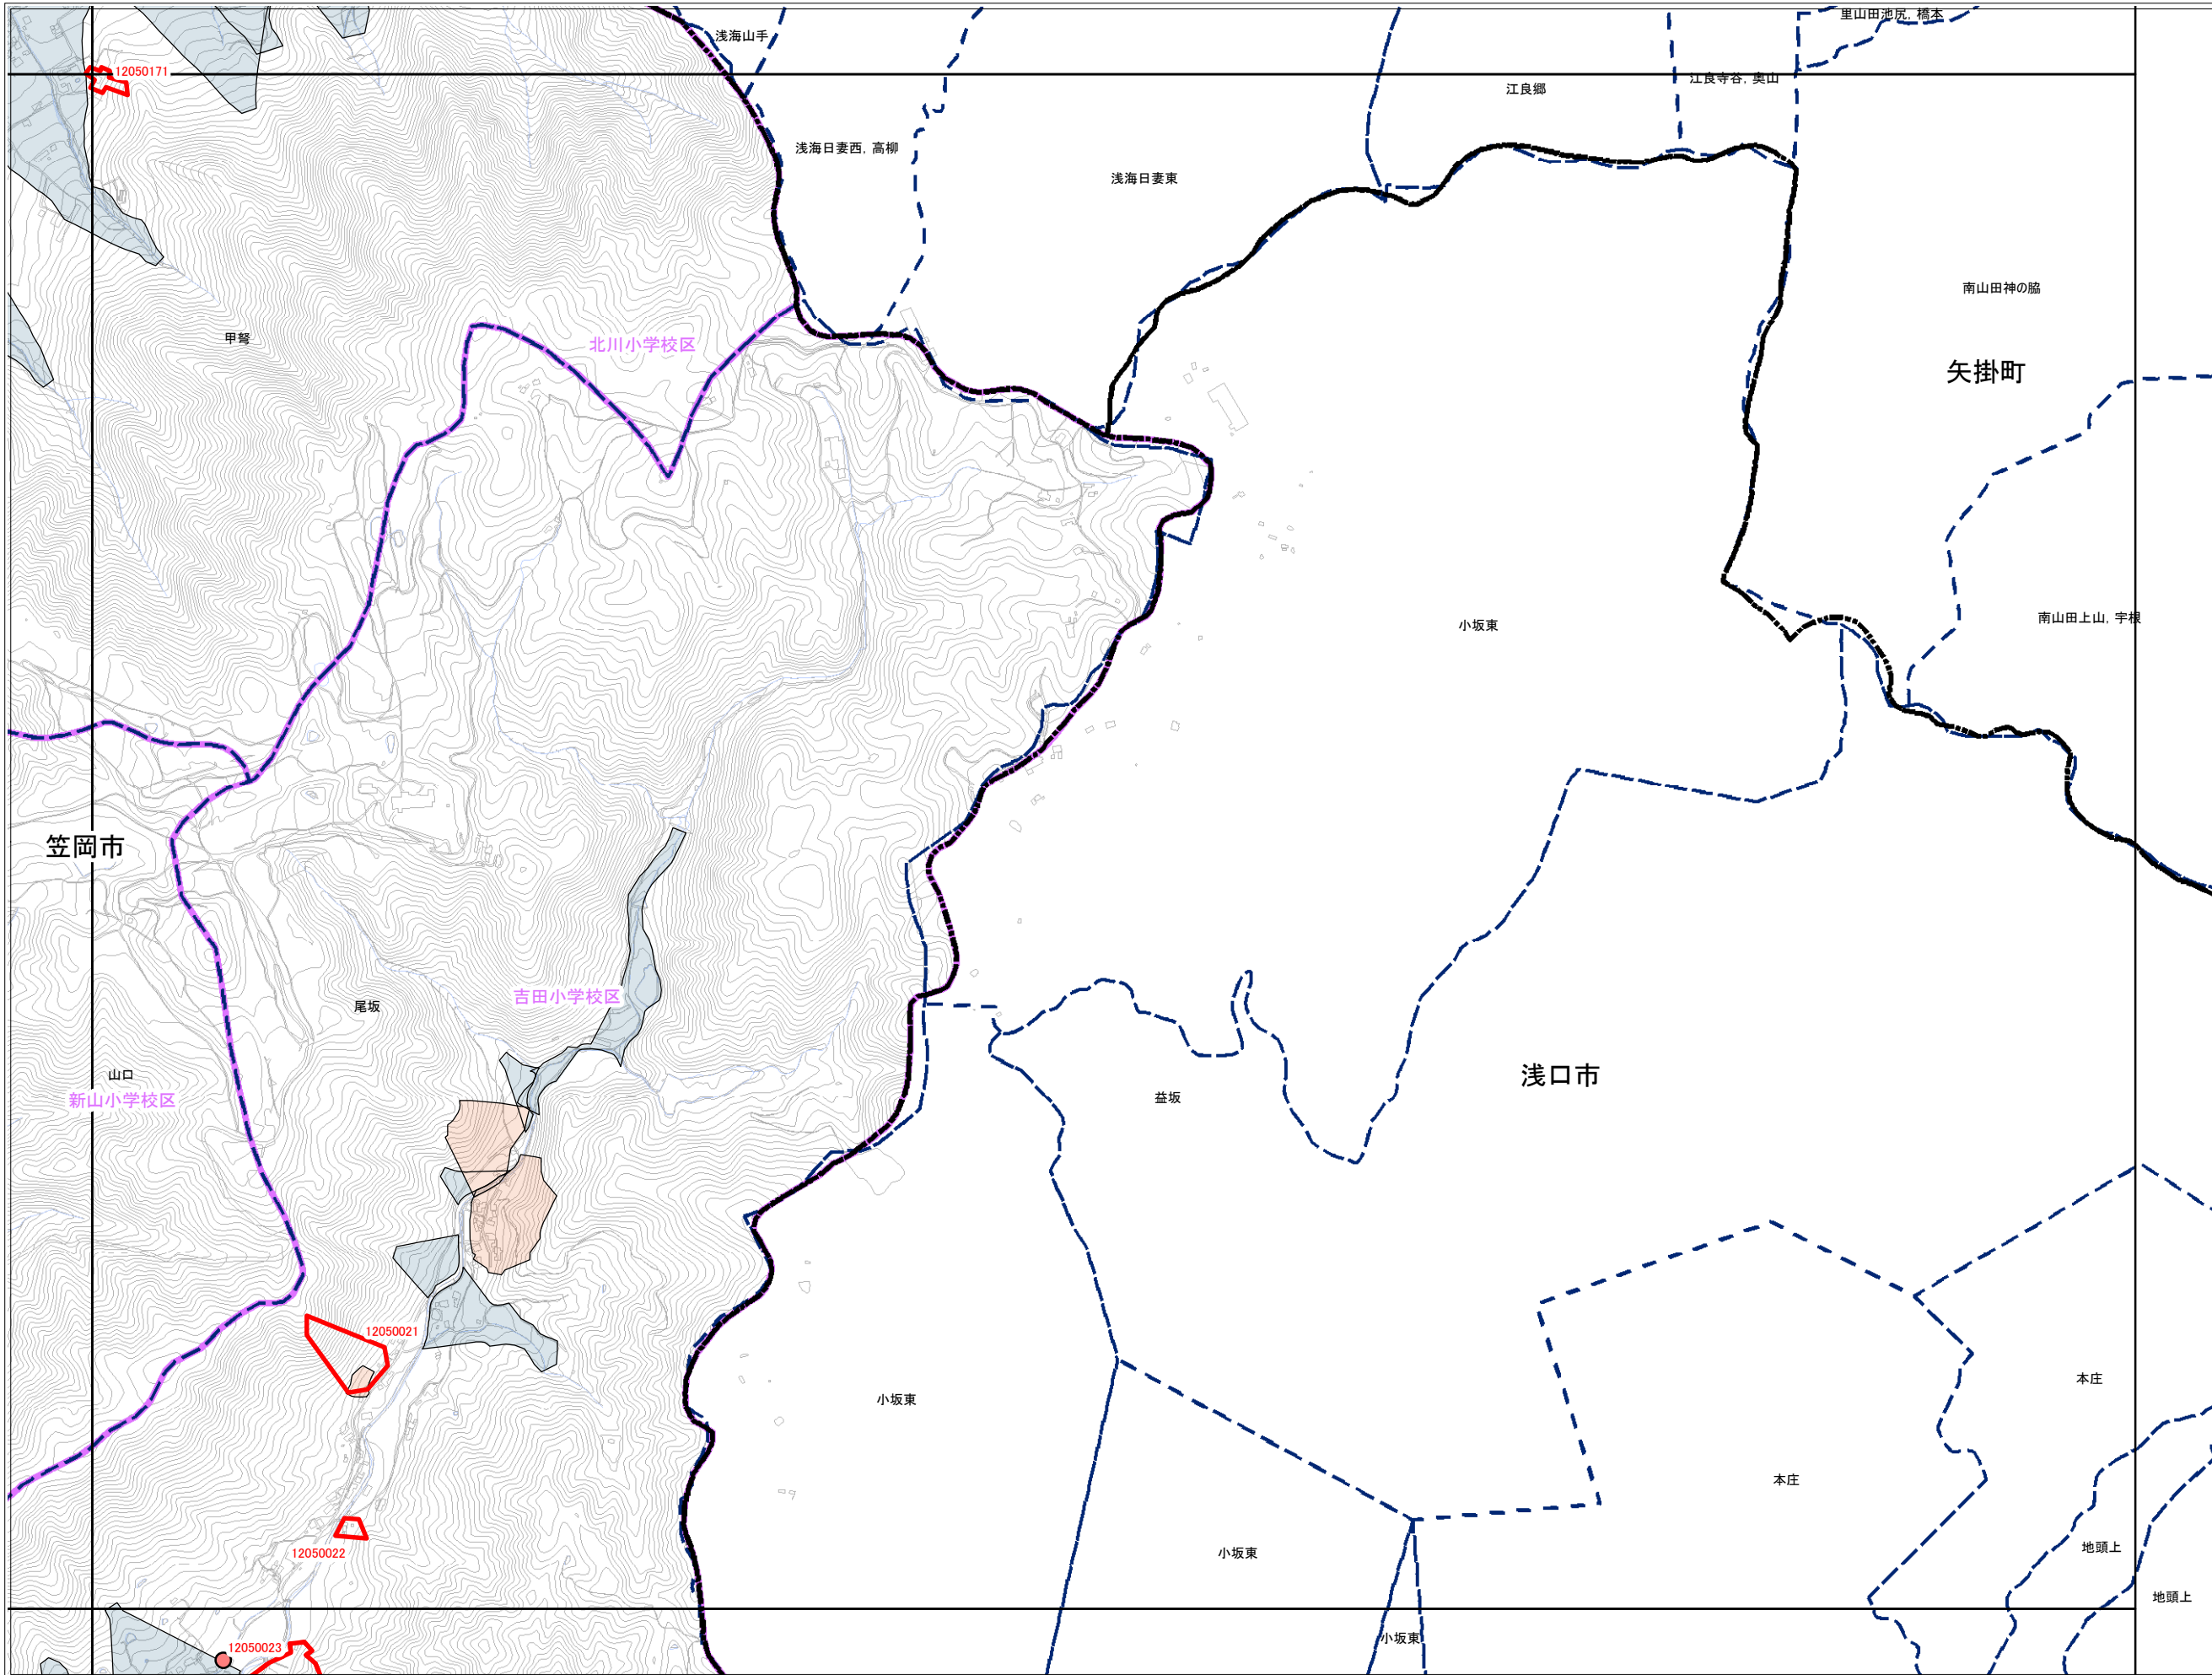 里山田池尻, 橋本
浅海山手
12050171
江良寺谷, 奥山
江良郷
浅海日妻西, 高柳
浅海日妻東
南山田神の脇
甲弩
北川小学校区
矢掛町
小坂東
南山田上山, 宇根
笠岡市
吉田小学校区
尾坂
山口
浅口市
新山小学校区
益坂
12050021
本庄
小坂東
本庄
12050022
小坂東
地頭上
地頭上
小坂東
12050023